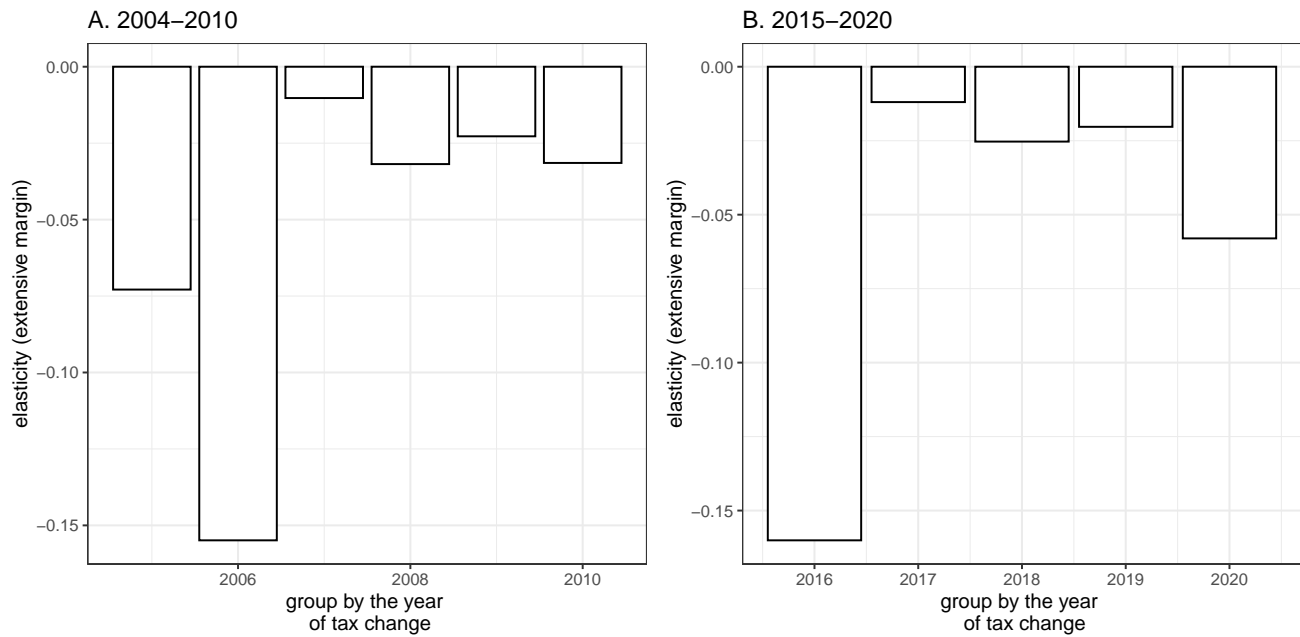 A. 2004–2010
0.00
−0.05
−0.10
−0.15
elasticity (extensive margin)
2006
2008
2010
group by the year
of tax change
B. 2015–2020
0.00
−0.05
−0.10
−0.15
elasticity (extensive margin)
2016
2017
2018
2019
2020
group by the year
of tax change